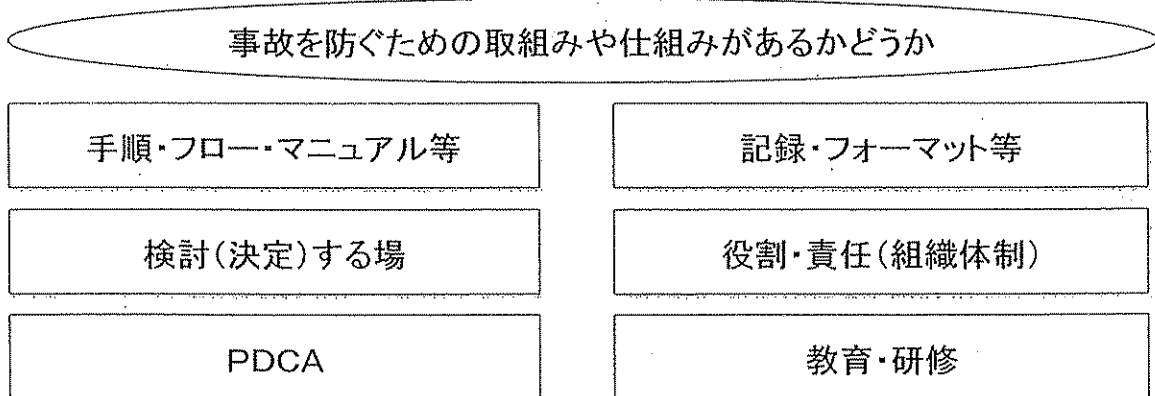 事故を防ぐための取組みや仕組みがあるかどうか
手順・フロー・マニュアル等
記録・フォーマット等
検討(決定)する場
役割・責任(組織体制)
PDCA
教育・研修